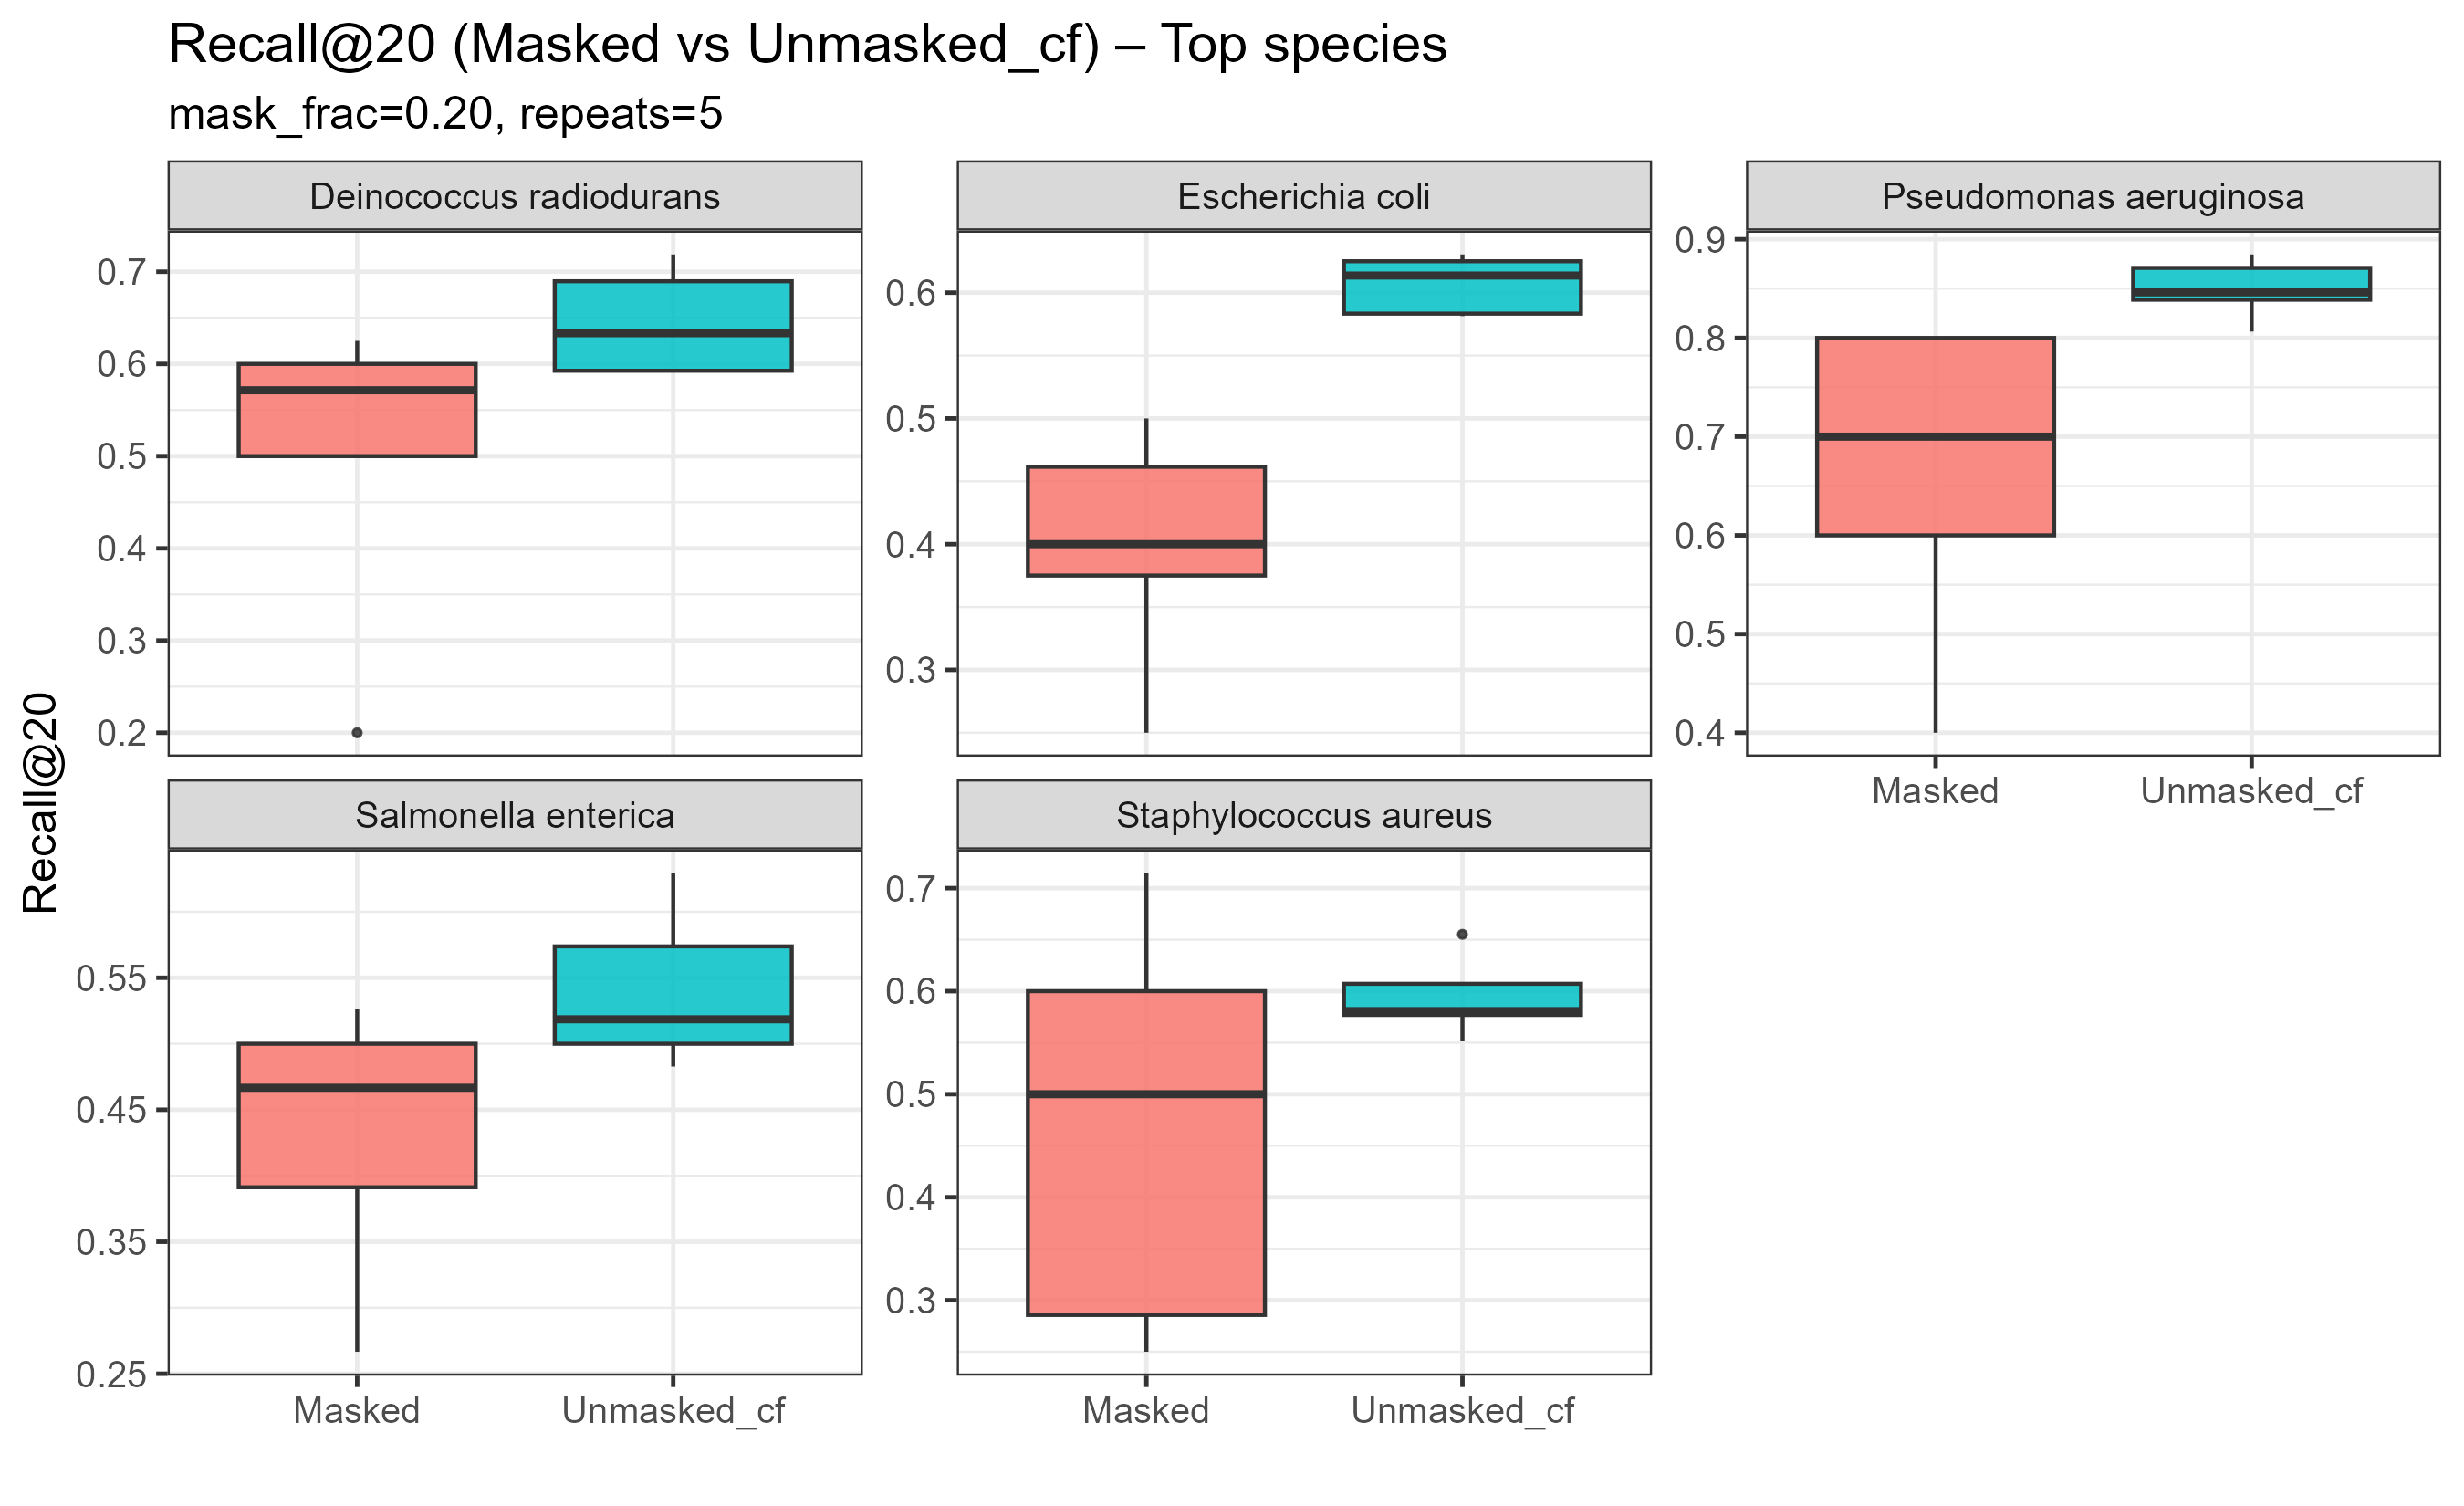 Recall@20 (Masked vs Unmasked_cf) – Top species
mask_frac=0.20, repeats=5
Deinococcus radiodurans
Escherichia coli
Pseudomonas aeruginosa
0.7
0.6
0.5
0.4
0.3
0.2
0.6
0.5
0.4
0.3
0.9
0.8
0.7
0.6
0.5
0.4
Masked
Unmasked_cf
Recall@20
Salmonella enterica
Staphylococcus aureus
0.55
0.45
0.35
0.25
0.7
0.6
0.5
0.4
0.3
Masked
Unmasked_cf
Masked
Unmasked_cf